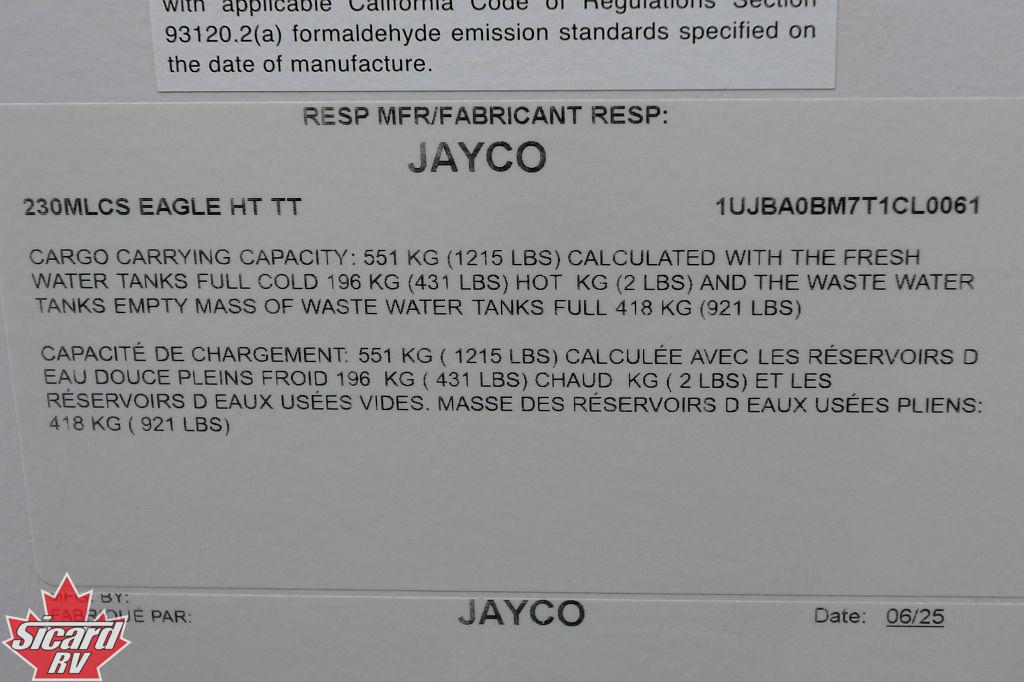 with applicable California Code of Regulations Section
93120.2(a) formaldehyde emission standards specified on
the date of manufacture.
RESP MFR/FABRICANT RESP:
JAYCO
230MLCS EAGLE HT TT 1UJBA0BM7T1CL0061
CARGO CARRYING CAPACITY: 551 KG (1215 LBS) CALCULATED WITH THE FRESH
WATER TANKS FULL COLD 196 KG (431 LBS) HOT KG (2 LBS) AND THE WASTE WATER
TANKS EMPTY MASS OF WASTE WATER TANKS FULL 418 KG (921 LBS)
CAPACITÉ DE CHARGEMENT: 551 KG ( 1215 LBS) CALCULÉE AVEC LES RÉSERVOIRS D
EAU DOUCE PLEINS FROID 196 KG ( 431 LBS) CHAUD KG ( 2 LBS) ET LES
RÉSERVOIRS D EAUX USÉES VIDES. MASSE DES RÉSERVOIRS D EAUX USÉES PLIENS:
418 KG ( 921 LBS)
MFG. BY:
FABRIQUÉ PAR: JAYCO Date: 06/25
Sicard
RV